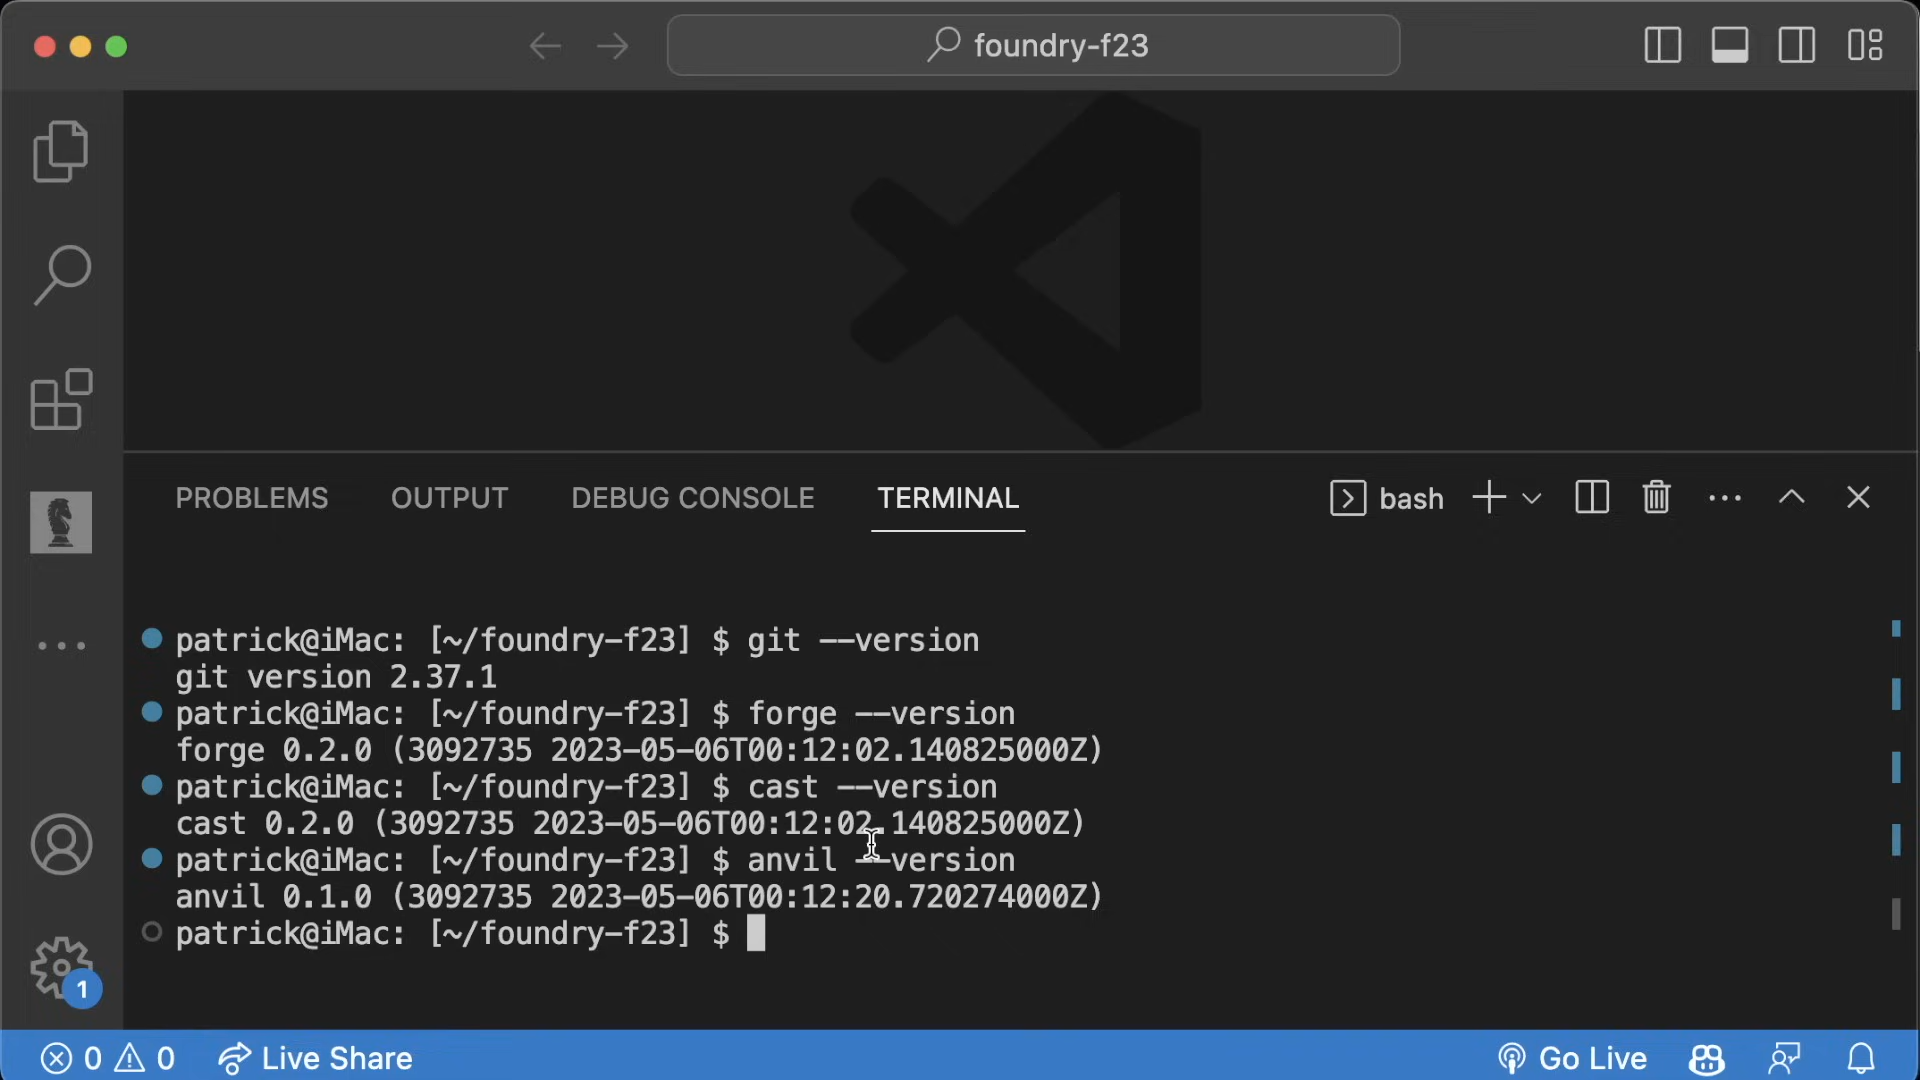 foundry-f23
PROBLEMS OUTPUT DEBUG CONSOLE TERMINAL bash
patrick@iMac: [~/foundry-f23] $ git --version
git version 2.37.1
patrick@iMac: [~/foundry-f23] $ forge --version
forge 0.2.0 (3092735 2023-05-06T00:12:02.140825000Z)
patrick@iMac: [~/foundry-f23] $ cast --version
cast 0.2.0 (3092735 2023-05-06T00:12:02.140825000Z)
patrick@iMac: [~/foundry-f23] $ anvil --version
anvil 0.1.0 (3092735 2023-05-06T00:12:20.720274000Z)
patrick@iMac: [~/foundry-f23] $
1
0 0 Live Share Go Live